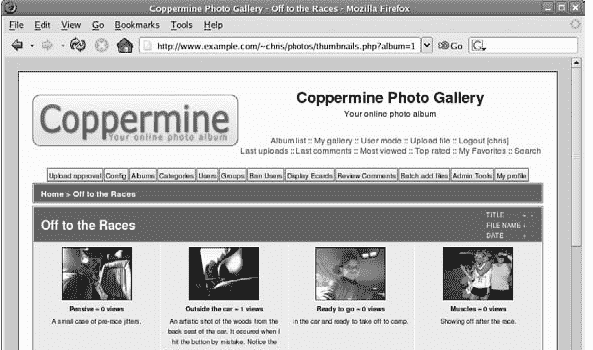 Coppermine Photo Gallery - Off to the Races - Mozilla Firefox
File Edit View Go Bookmarks Tools Help
http://www.example.com/~chris/photos/thumbnails.php?album=1 Go G
Coppermine
Your online photo album
Coppermine Photo Gallery
Your online photo album
Album list :: My gallery :: User mode :: Upload file :: Logout [chris]
Last uploads :: Last comments :: Most viewed :: Top rated :: My Favorites :: Search
Upload approval Config Albums Categories Users Groups Ban Users Display Ecards Review Comments Batch add files Admin Tools My profile
Home > Off to the Races
Off to the Races
TITLE + -
FILE NAME + -
DATE + -
Pensive - 0 views
A small case of pre-race jitters.
Outside the car - 1 views
An artistic shot of the woods from the
back seat of the car. It occured when I
hit the button by mistake. Notice the
Ready to go - 0 views
In the car and ready to take off to camp.
Muscles - 0 views
Showing off after the race.